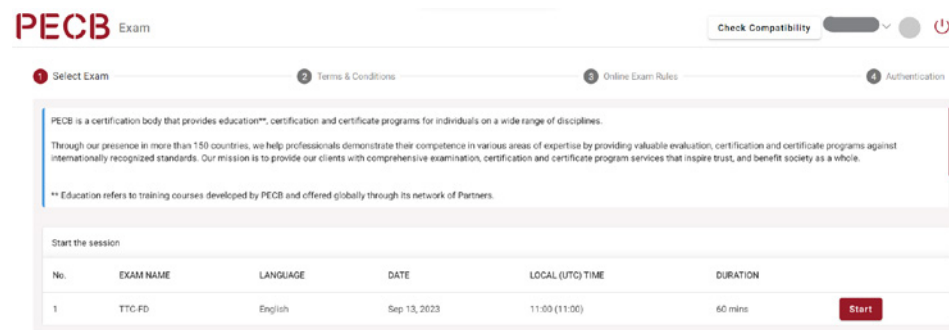 PECB Exam
Check Compatibility
1 Select Exam
2 Terms & Conditions
3 Online Exam Rules
4 Authentication
PECB is a certification body that provides education**, certification and certificate programs for individuals on a wide range of disciplines.
Through our presence in more than 150 countries, we help professionals demonstrate their competence in various areas of expertise by providing valuable evaluation, certification and certificate programs against
internationally recognized standards. Our mission is to provide our clients with comprehensive examination, certification and certificate program services that inspire trust, and benefit society as a whole.
** Education refers to training courses developed by PECB and offered globally through its network of Partners.
Start the session
No. EXAM NAME LANGUAGE DATE LOCAL (UTC) TIME DURATION
1 TTC-FD English Sep 13, 2023 11:00 (11:00) 60 mins Start